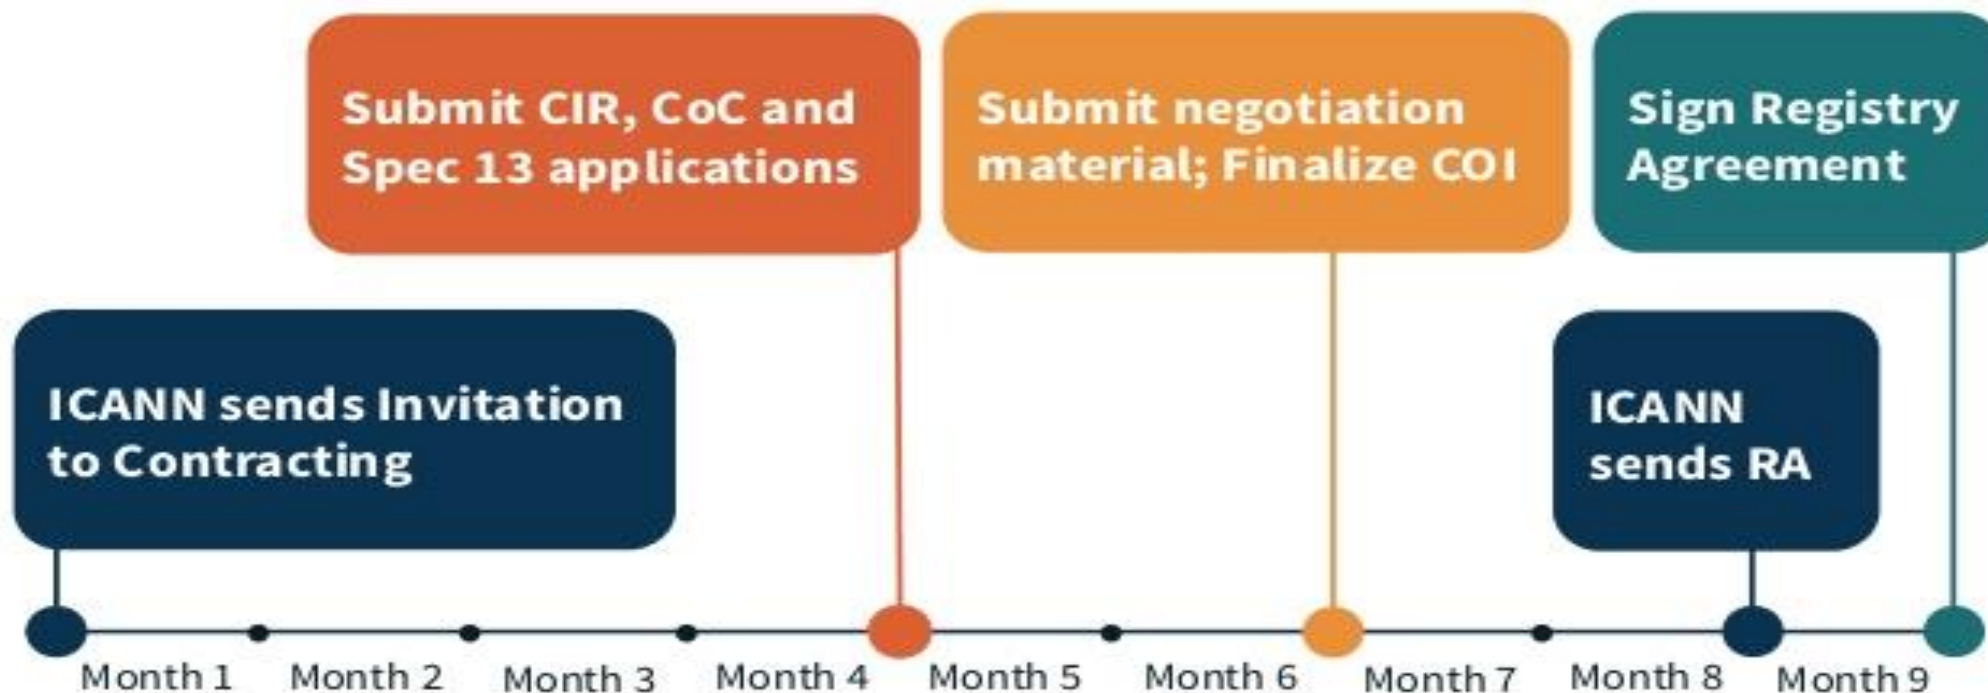 Submit CIR, CoC and
Spec 13 applications
Submit negotiation
material; Finalize COI
Sign Registry
Agreement
ICANN sends Invitation
to Contracting
ICANN
sends RA
Month 1
Month 2
Month 3
Month 4
Month 5
Month 6
Month 7
Month 8
Month 9